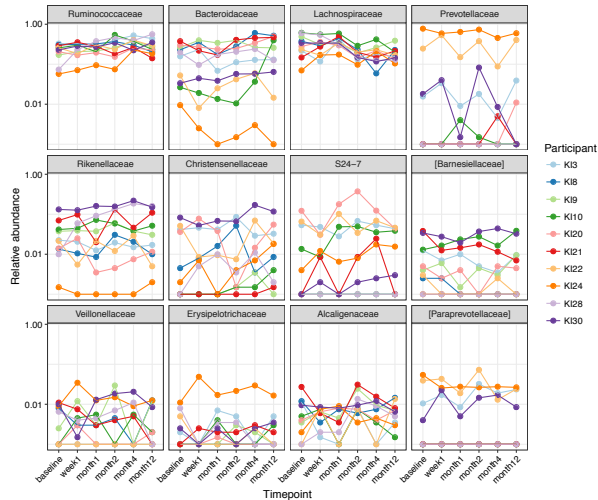 Ruminococcaceae Bacteroidaceae Lachnospiraceae Prevotellaceae
1.00
0.01
Rikenellaceae Christensenellaceae S24−7 [Barnesiellaceae]
1.00
0.01
Veillonellaceae Erysipelotrichaceae Alcaligenaceae [Paraprevotellaceae]
1.00
0.01
baseline week1 month1 month2 month4 month12 baseline week1 month1 month2 month4 month12 baseline week1 month1 month2 month4 month12 baseline week1 month1 month2 month4 month12
Timepoint
Relative abundance
Participant
KI3
KI8
KI9
KI10
KI20
KI21
KI22
KI24
KI28
KI30